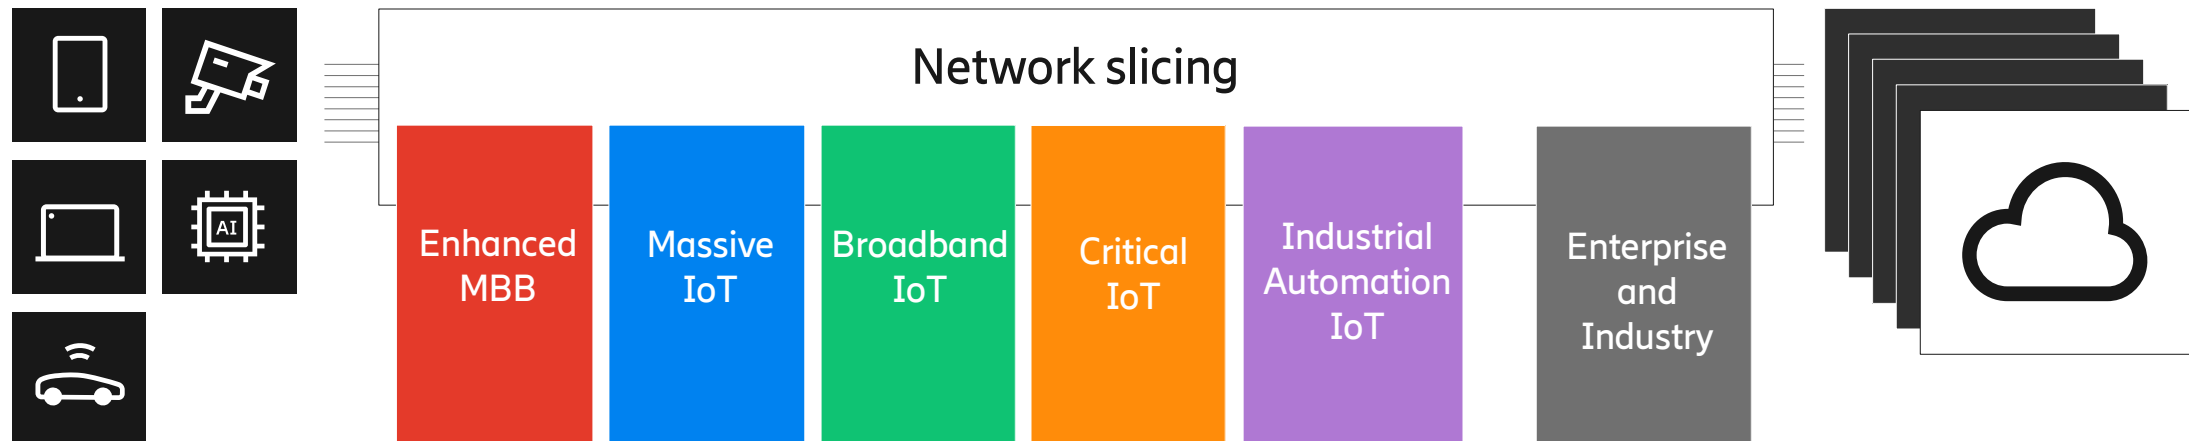 Network slicing
AI
Enhanced
MBB
Massive
IoT
Broadband
IoT
Critical
IoT
Industrial
Automation
IoT
Enterprise
and
Industry